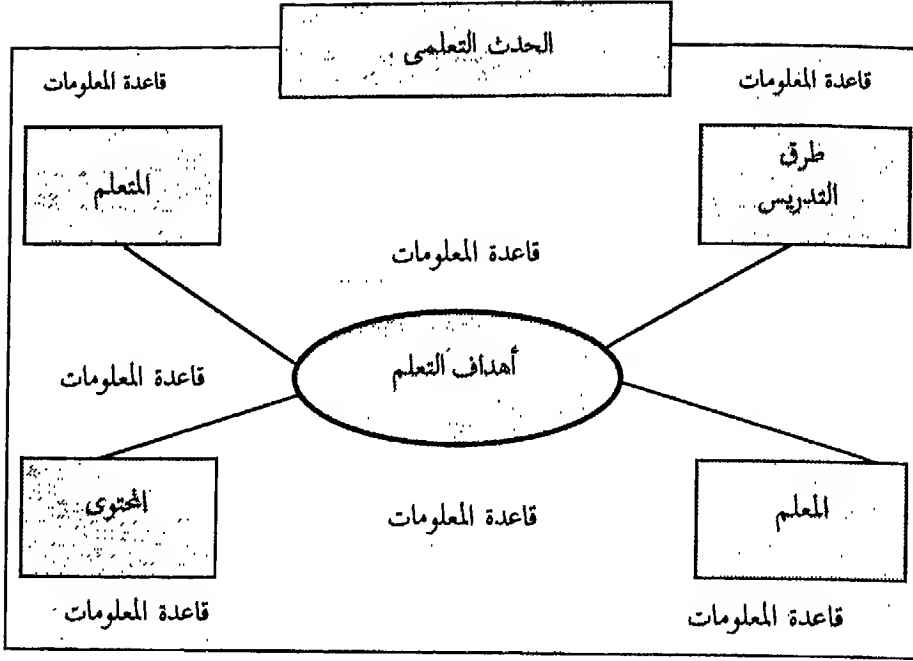 الحدث التعلمى
قاعدة المعلومات
قاعدة المعلومات
طرق
التدريس
المتعلم
قاعدة المعلومات
أهداف التعلم
قاعدة المعلومات
المحتوى
المعلم
قاعدة المعلومات
قاعدة المعلومات
قاعدة المعلومات